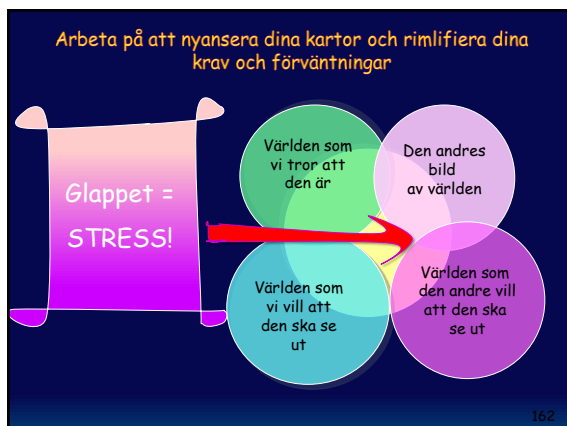 Arbeta på att nyansera dina kartor och rimlifiera dina
krav och förväntningar
Glappet =
STRESS!
Världen som
vi tror att
den är
Den andres
bild
av världen
Världen som
vi vill att
den ska se
ut
Världen som
den andre vill
att den ska
se ut
162